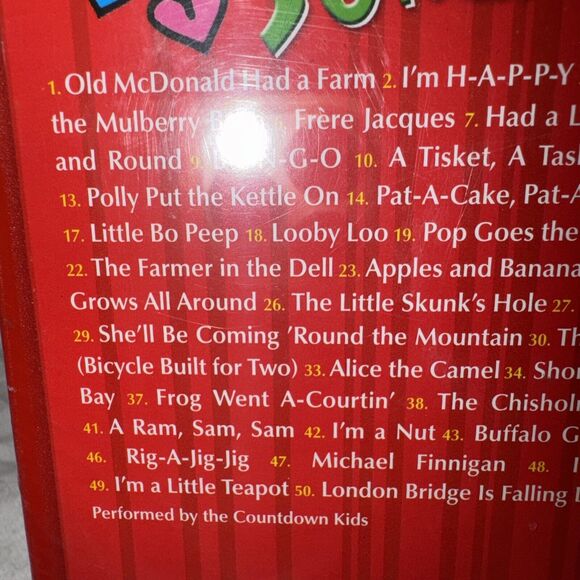 1. Old McDonald Had a Farm 2. I'm H-A-P-P-Y
the Mulberry Frère Jacques 7. Had a L
and Round 9. N-G-O 10. A Tisket, A Tas
13. Polly Put the Kettle On 14. Pat-A-Cake, Pat-A
17. Little Bo Peep 18. Looby Loo 19. Pop Goes the
22. The Farmer in the Dell 23. Apples and Banana
Grows All Around 26. The Little Skunk's Hole 27.
29. She'll Be Coming 'Round the Mountain 30. Th
(Bicycle Built for Two) 33. Alice the Camel 34. Shor
Bay 37. Frog Went A-Courtin' 38. The Chisholm
41. A Ram, Sam, Sam 42. I'm a Nut 43. Buffalo G
46. Rig-A-Jig-Jig 47. Michael Finnigan 48. I
49. I'm a Little Teapot 50. London Bridge Is Falling
Performed by the Countdown Kids